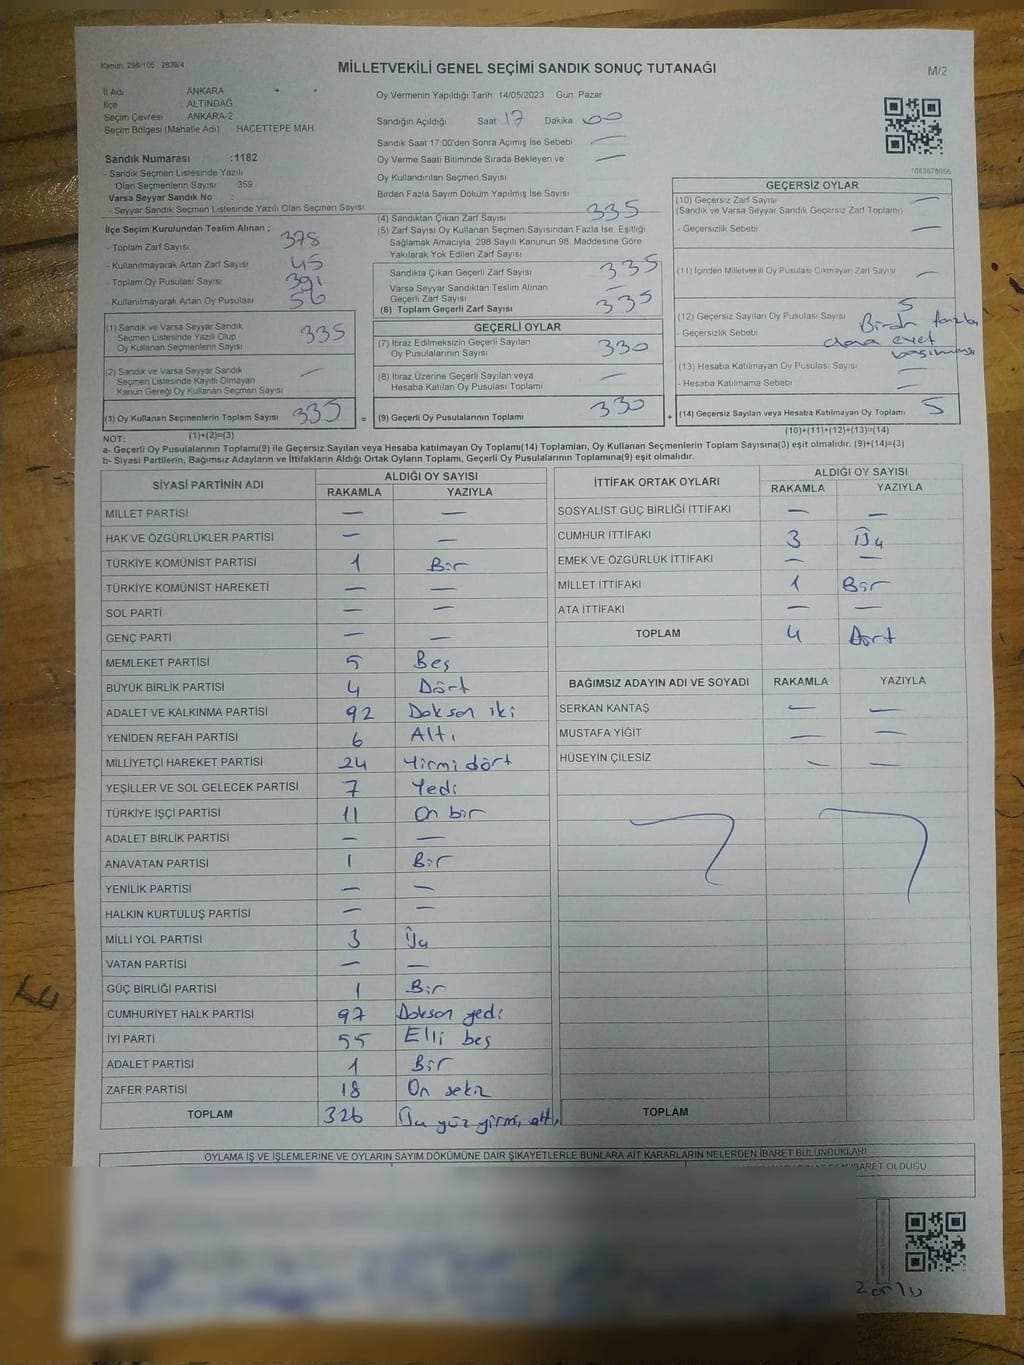 Kanun: 298/105 , 2839/4
MİLLETVEKİLİ GENEL SEÇİMİ SANDIK SONUÇ TUTANAĞI
M/2
İl Adı ANKARA
İlçe ALTINDAĞ
Seçim Çevresi ANKARA-2
Seçim Bölgesi (Mahalle Adı) HACETTEPE MAH.
Sandık Numarası :1182
- Sandık Seçmen Listesinde Yazılı
Olan Seçmenlerin Sayısı 359
Varsa Seyyar Sandık No :
- Seyyar Sandık Seçmen Listesinde Yazılı Olan Seçmen Sayısı
Oy Vermenin Yapıldığı Tarih 14/05/2023 Gün Pazar
Sandığın Açıldığı Saat 17 Dakika 00
Sandık Saat 17:00'den Sonra Açımış İse Sebebi —
Oy Verme Saati Bitiminde Sırada Bekleyen ve —
Oy Kullandırılan Seçmen Sayısı
Birden Fazla Sayım Döküm Yapılmış İse Sayısı
1083678956
İlçe Seçim Kurulundan Teslim Alınan ;
- Toplam Zarf Sayısı 378
- Kullanılmayarak Artan Zarf Sayısı 45
- Toplam Oy Pusulası Sayısı 391
- Kullanılmayarak Artan Oy Pusulası 56
(1) Sandık ve Varsa Seyyar Sandık
Seçmen Listesinde Yazılı Olup
Oy Kullanan Seçmenlerin Sayısı 335
(2) Sandık ve Varsa Seyyar Sandık
Seçmen Listesinde Kayıtlı Olmayan
Kanun Gereği Oy Kullanan Seçmen Sayısı —
(3) Oy Kullanan Seçmenlerin Toplam Sayısı 335 =
(1)+(2)=(3)
(4) Sandıktan Çıkan Zarf Sayısı 335
(5) Zarf Sayısı Oy Kullanan Seçmen Sayısından Fazla İse, Eşitliği
Sağlamak Amacıyla, 298 Sayılı Kanunun 98. Maddesine Göre
Yakılarak Yok Edilen Zarf Sayısı
Sandıkta Çıkan Geçerli Zarf Sayısı 335
Varsa Seyyar Sandıktan Teslim Alınan
Geçerli Zarf Sayısı —
(6) Toplam Geçerli Zarf Sayısı 335
GEÇERLİ OYLAR
(7) İtiraz Edilmeksizin Geçerli Sayılan
Oy Pusulalarının Sayısı 330
(8) İtiraz Üzerine Geçerli Sayılan veya
Hesaba Katılan Oy Pusulası Toplamı —
(9) Geçerli Oy Pusulalarının Toplamı 330 +
GEÇERSİZ OYLAR
(10) Geçersiz Zarf Sayısı —
(Sandık ve Varsa Seyyar Sandık Geçersiz Zarf Toplamı)
- Geçersizlik Sebebi —
(11) İçinden Milletvekili Oy Pusulası Çıkmayan Zarf Sayısı —
(12) Geçersiz Sayılan Oy Pusulası Sayısı 5
- Geçersizlik Sebebi Birden fazla
evet
basılması
(13) Hesaba Katılmayan Oy Pusulası Sayısı —
- Hesaba Katılmama Sebebi —
(14) Geçersiz Sayılan veya Hesaba Katılmayan Oy Toplamı 5
(10)+(11)+(12)+(13)=(14)
NOT:
a- Geçerli Oy Pusulalarının Toplamı(9) ile Geçersiz Sayılan veya Hesaba katılmayan Oy Toplamı(14) Toplamları, Oy Kullanan Seçmenlerin Toplam Sayısına(3) eşit olmalıdır. (9)+(14)=(3)
b- Siyasi Partilerin, Bağımsız Adayların ve İttifakların Aldığı Ortak Oyların Toplamı, Geçerli Oy Pusulalarının Toplamına(9) eşit olmalıdır.
SİYASİ PARTİNİN ADI ALDIĞI OY SAYISI
RAKAMLA YAZIYLA
MİLLET PARTİSİ — —
HAK VE ÖZGÜRLÜKLER PARTİSİ — —
TÜRKİYE KOMÜNİST PARTİSİ 1 Bir
TÜRKİYE KOMÜNİST HAREKETİ — —
SOL PARTİ — —
GENÇ PARTİ — —
MEMLEKET PARTİSİ 5 Beş
BÜYÜK BİRLİK PARTİSİ 4 Dört
ADALET VE KALKINMA PARTİSİ 92 Doksan iki
YENİDEN REFAH PARTİSİ 6 Altı
MİLLİYETÇİ HAREKET PARTİSİ 24 Yirmi dört
YEŞİLLER VE SOL GELECEK PARTİSİ 7 Yedi
TÜRKİYE İŞÇİ PARTİSİ 11 On bir
ADALET BİRLİK PARTİSİ — —
ANAVATAN PARTİSİ 1 Bir
YENİLİK PARTİSİ — —
HALKIN KURTULUŞ PARTİSİ — —
MİLLİ YOL PARTİSİ 3 Üç
VATAN PARTİSİ — —
GÜÇ BİRLİĞİ PARTİSİ 1 Bir
CUMHURİYET HALK PARTİSİ 97 Doksan yedi
İYİ PARTİ 55 Elli beş
ADALET PARTİSİ 1 Bir
ZAFER PARTİSİ 18 On sekiz
TOPLAM 326 Üç yüz yirmi altı
İTTİFAK ORTAK OYLARI ALDIĞI OY SAYISI
RAKAMLA YAZIYLA
SOSYALİST GÜÇ BİRLİĞİ İTTİFAKI — —
CUMHUR İTTİFAKI 3 Üç
EMEK VE ÖZGÜRLÜK İTTİFAKI — —
MİLLET İTTİFAKI 1 Bir
ATA İTTİFAKI — —
TOPLAM 4 Dört
BAĞIMSIZ ADAYIN ADI VE SOYADI RAKAMLA YAZIYLA
SERKAN KANTAŞ — —
MUSTAFA YİĞİT — —
HÜSEYİN ÇİLESİZ — —
TOPLAM
OYLAMA İŞ VE İŞLEMLERİNE VE OYLARIN SAYIM DÖKÜMÜNE DAİR ŞİKAYETLERLE BUNLARA AİT KARARLARIN NELERDEN İBARET BULUNDUKLARI
İBARET OLDUĞU